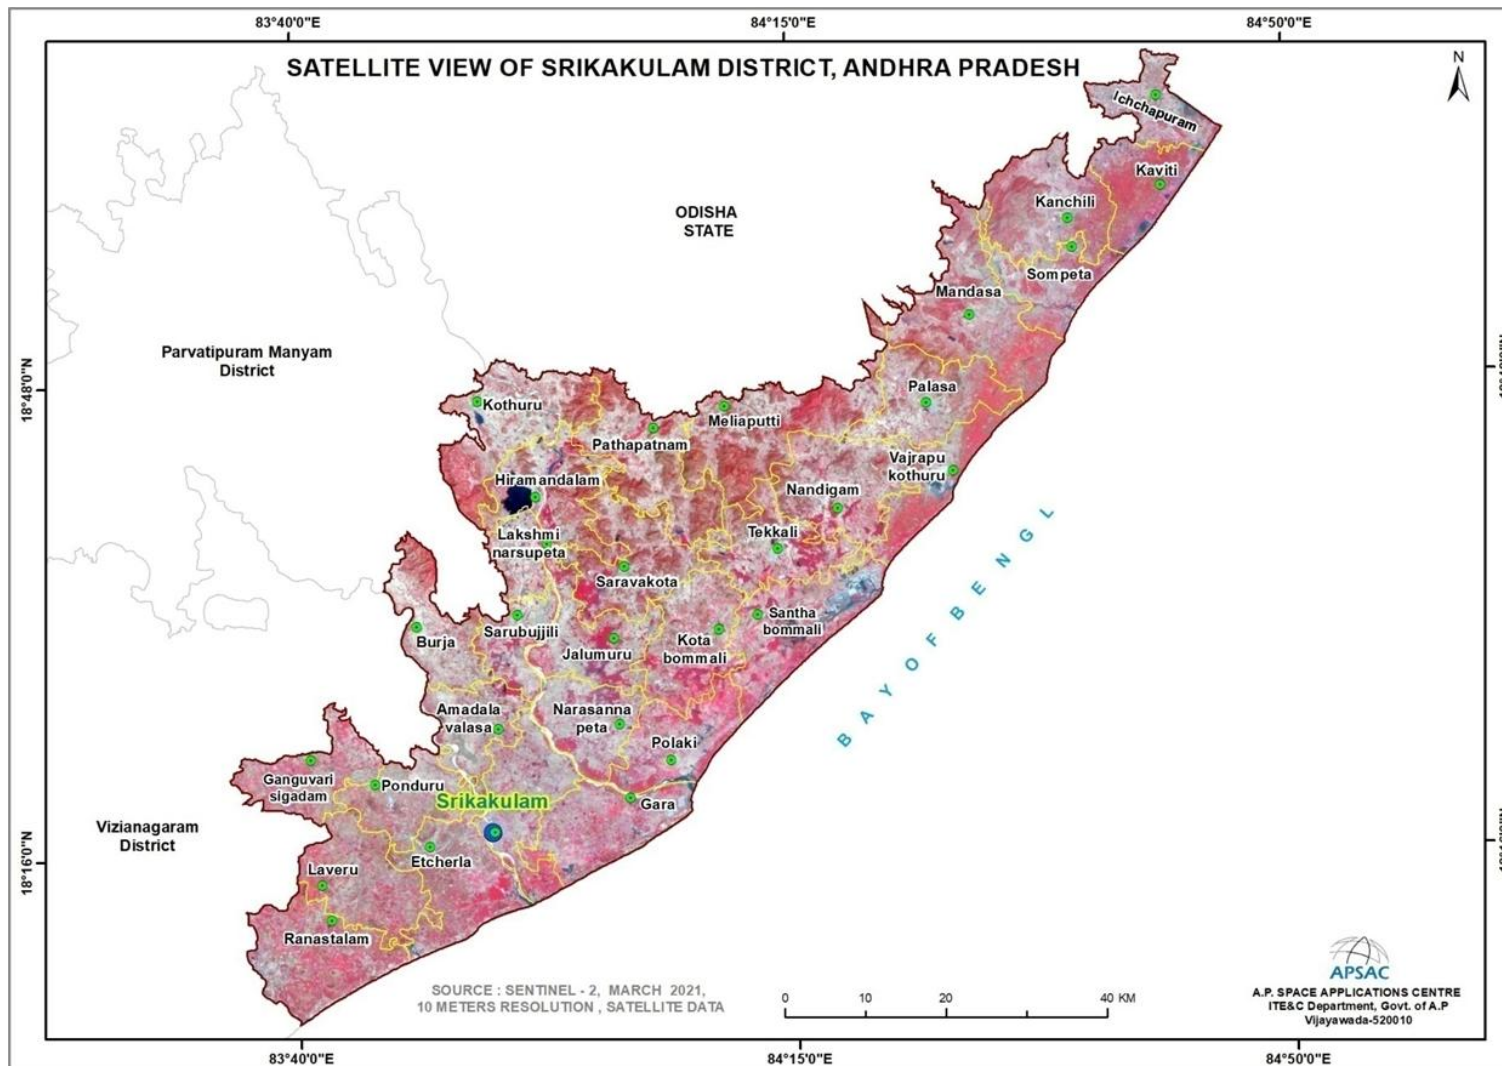 83°40'0"E
84°15'0"E
84°50'0"E
SATELLITE VIEW OF SRIKAKULAM DISTRICT, ANDHRA PRADESH
N
Ichchapuram
Kaviti
Kanchili
ODISHA
STATE
Sompeta
Mandasa
Parvatipuram Manyam
District
18°48'0"N
Palasa
Kothuru
Meliaputti
Pathapatnam
Vajrapu
kothuru
Hiramandalam
Nandigam
Lakshmi
narsupeta
Tekkali
Saravakota
Santha
bommali
Sarubujjili
Burja
Kota
bommali
Jalumuru
BAY OF BENGL
Amadala
valasa
Narasanna
peta
Polaki
Ganguvari
sigadam
Ponduru
Srikakulam
Gara
Vizianagaram
District
18°16'0"N
Etcherla
Laveru
Ranastalam
SOURCE : SENTINEL - 2, MARCH 2021,
10 METERS RESOLUTION , SATELLITE DATA
0 10 20 40 KM
APSAC
A.P. SPACE APPLICATIONS CENTRE
ITE&C Department, Govt. of A.P
Vijayawada-520010
83°40'0"E
84°15'0"E
84°50'0"E